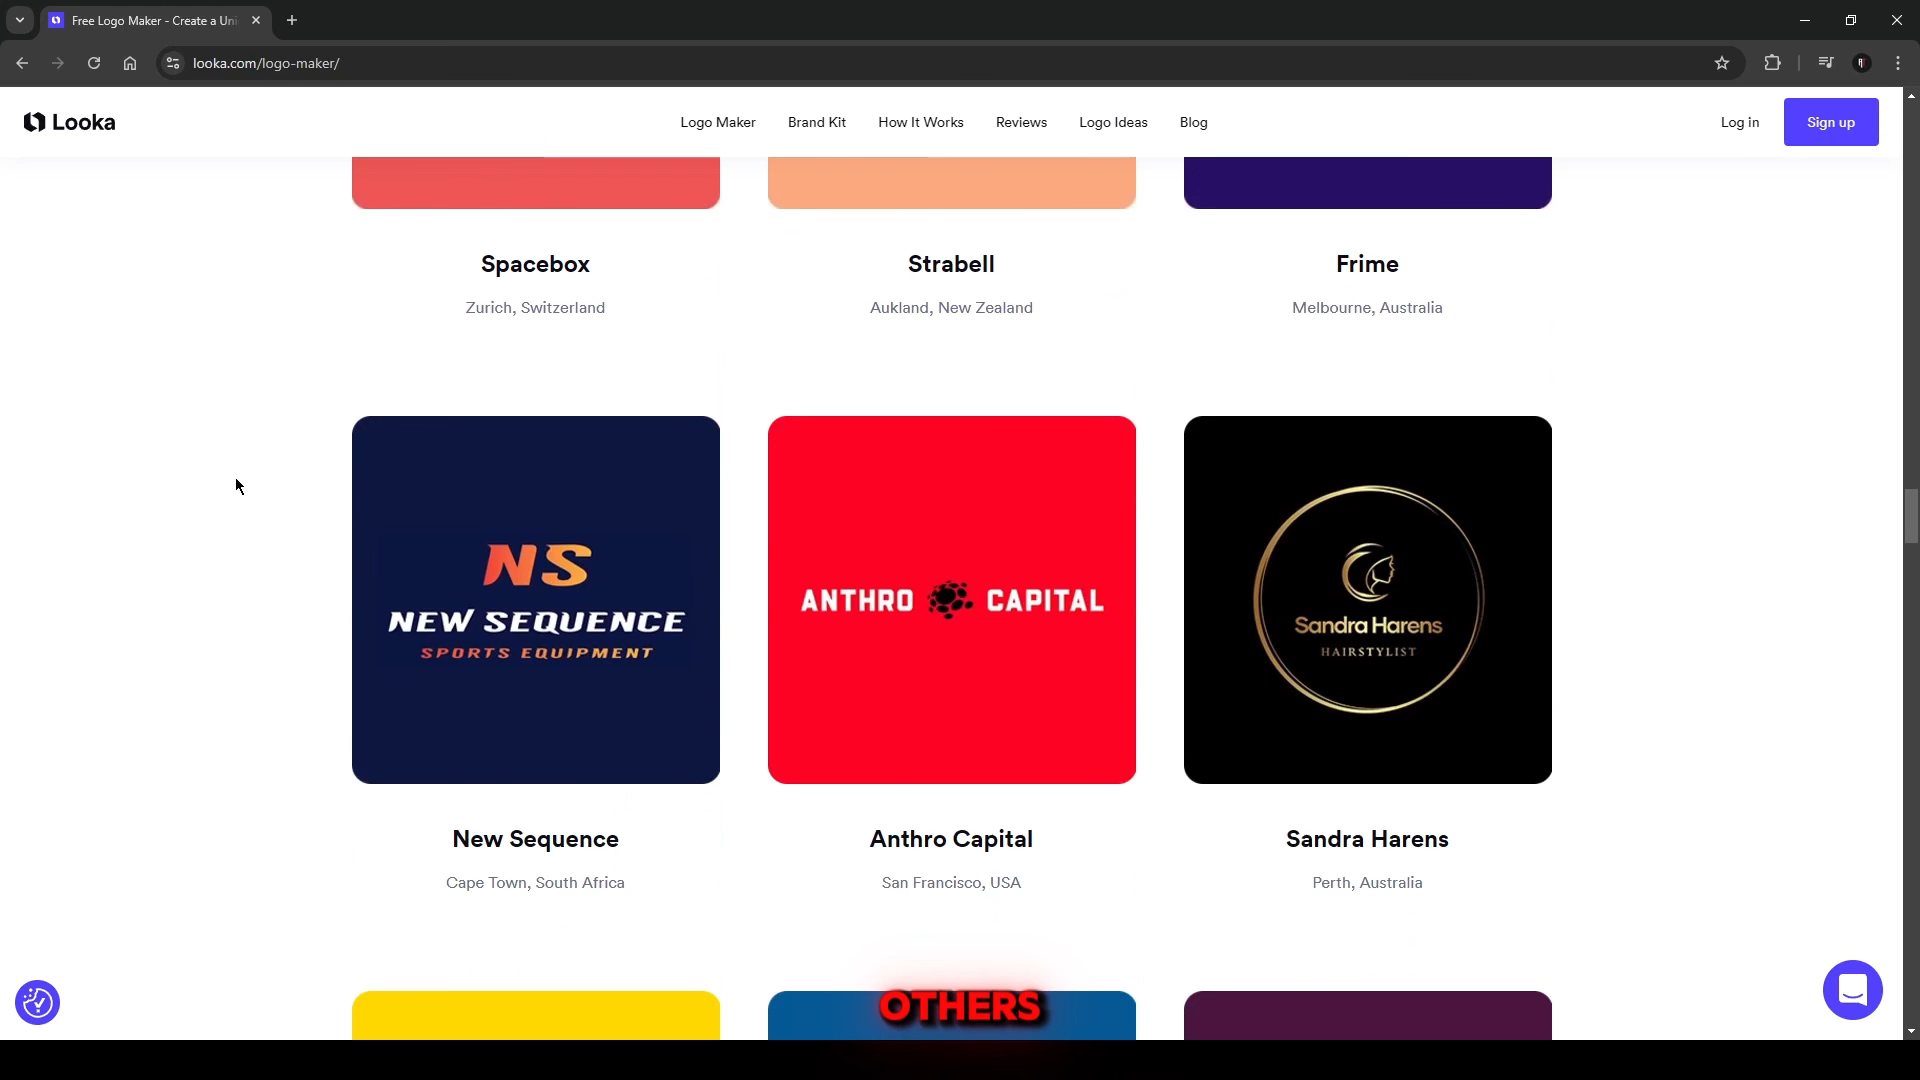 Free Logo Maker - Create a Uni
looka.com/logo-maker/
Looka
Logo Maker
Brand Kit
How It Works
Reviews
Logo Ideas
Blog
Log in
Sign up
Spacebox
Strabell
Frime
Zurich, Switzerland
Aukland, New Zealand
Melbourne, Australia
NS
NEW SEQUENCE
SPORTS EQUIPMENT
ANTHRO CAPITAL
Sandra Harens
HAIRSTYLIST
New Sequence
Anthro Capital
Sandra Harens
Cape Town, South Africa
San Francisco, USA
Perth, Australia
OTHERS